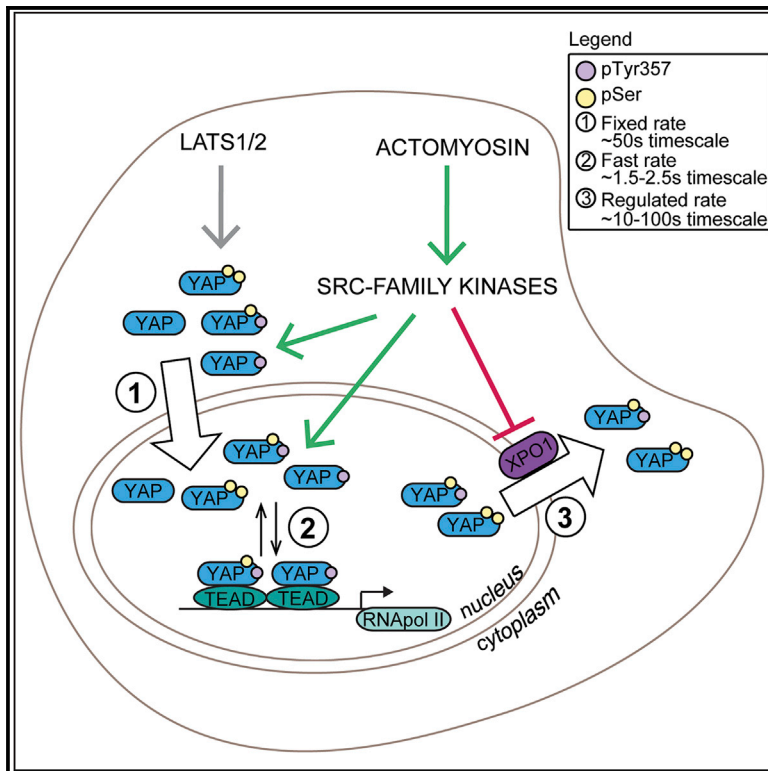 Legend
pTyr357
pSer
① Fixed rate
~50s timescale
② Fast rate
~1.5-2.5s timescale
③ Regulated rate
~10-100s timescale
LATS1/2
ACTOMYOSIN
SRC-FAMILY KINASES
YAP
YAP
YAP
YAP
①
YAP
YAP
YAP
YAP
②
YAP
YAP
TEAD
TEAD
RNApol II
YAP
YAP
XPO1
③
YAP
YAP
nucleus
cytoplasm